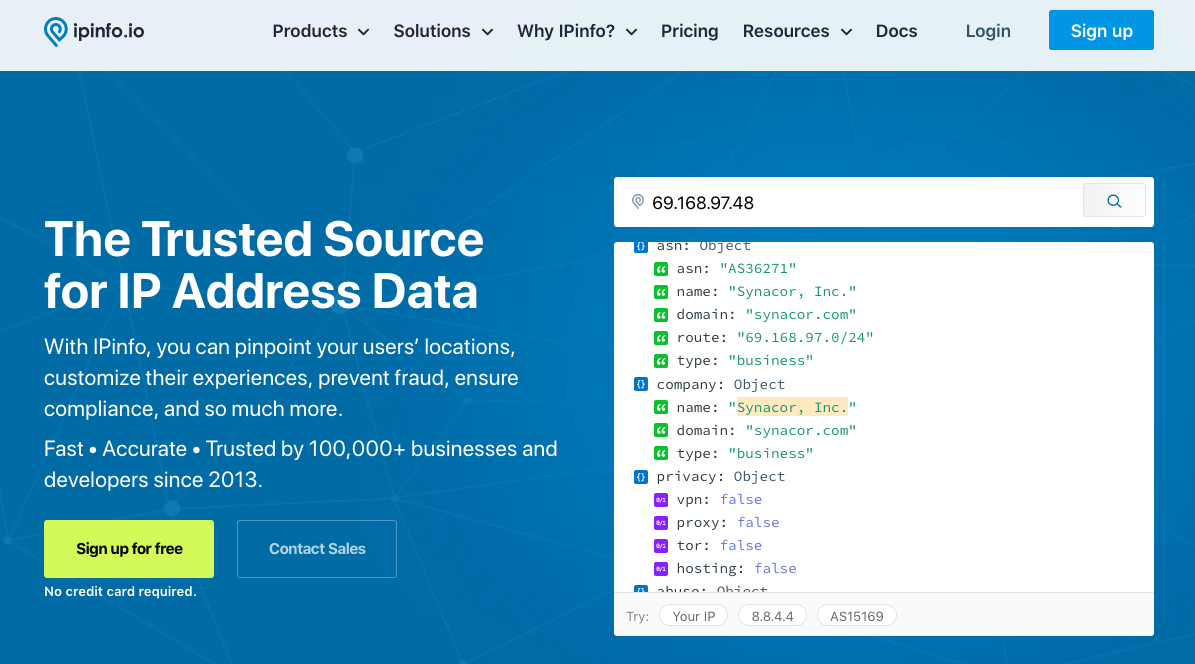 ipinfo.io Products Solutions Why IPinfo? Pricing Resources Docs Login Sign up
The Trusted Source
for IP Address Data
With IPinfo, you can pinpoint your users’ locations,
customize their experiences, prevent fraud, ensure
compliance, and so much more.
Fast • Accurate • Trusted by 100,000+ businesses and
developers since 2013.
Sign up for free Contact Sales
No credit card required.
69.168.97.48
asn: Object
asn: "AS36271"
name: "Synacor, Inc."
domain: "synacor.com"
route: "69.168.97.0/24"
type: "business"
company: Object
name: "Synacor, Inc."
domain: "synacor.com"
type: "business"
privacy: Object
vpn: false
proxy: false
tor: false
hosting: false
abuse: Object
Try: Your IP 8.8.4.4 AS15169